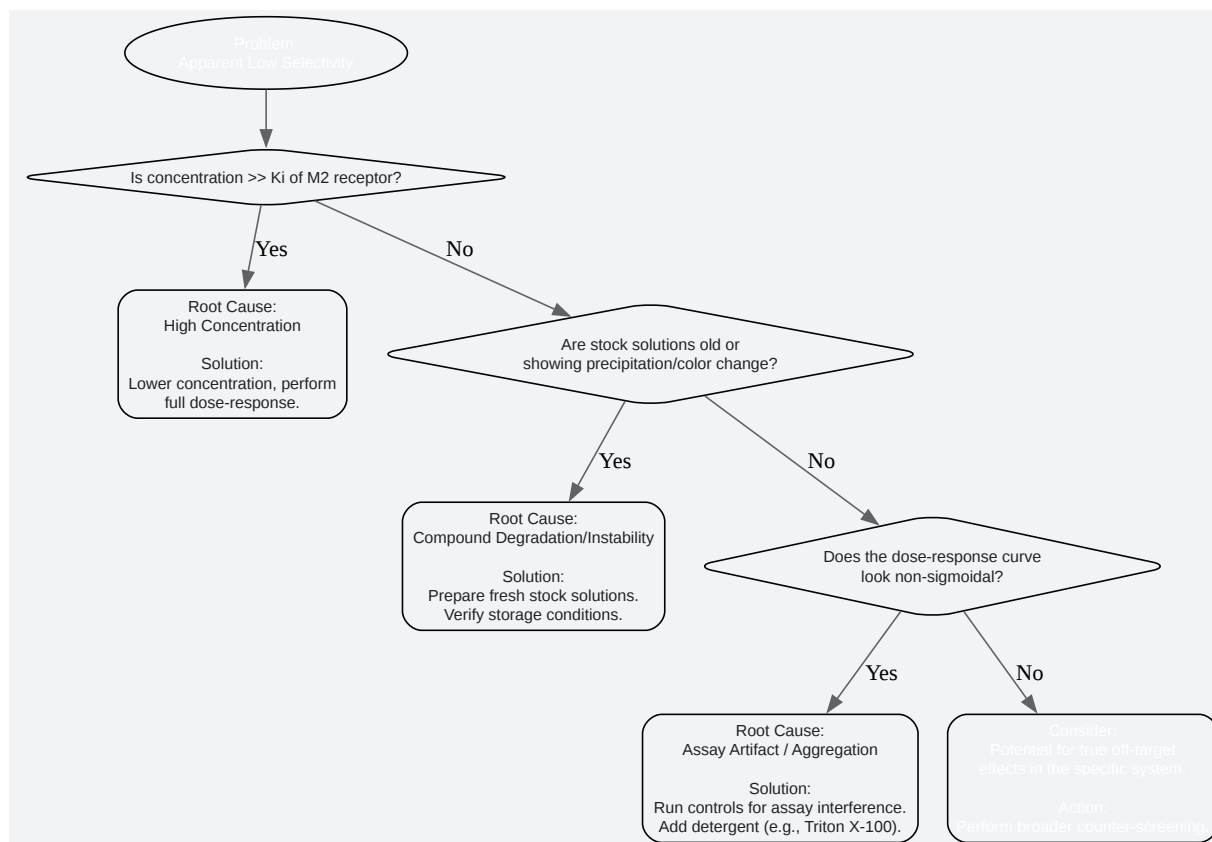 Problem:
Apparent Low Selectivity
Is concentration >> Ki of M2 receptor?
Yes
No
Root Cause:
High Concentration
Solution:
Lower concentration, perform
full dose-response.
Are stock solutions old or
showing precipitation/color change?
Yes
No
Root Cause:
Compound Degradation/Instability
Solution:
Prepare fresh stock solutions.
Verify storage conditions.
Does the dose-response curve
look non-sigmoidal?
Yes
No
Root Cause:
Assay Artifact / Aggregation
Solution:
Run controls for assay interference.
Add detergent (e.g., Triton X-100).
Consider:
Potential for true off-target
effects in the specific system.
Action:
Perform broader counter-screening.